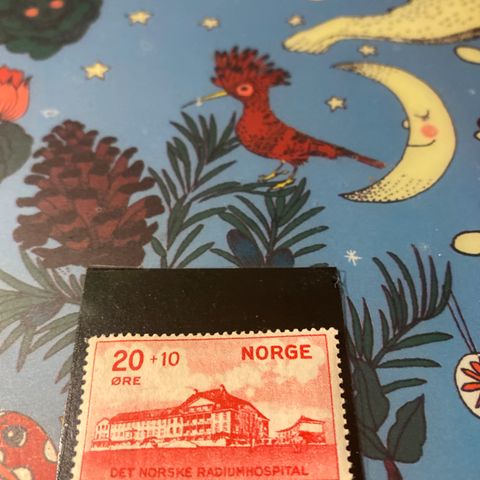 20 + 10 NORGE
ØRE
DET NORSKE RADIUMHOSPITAL